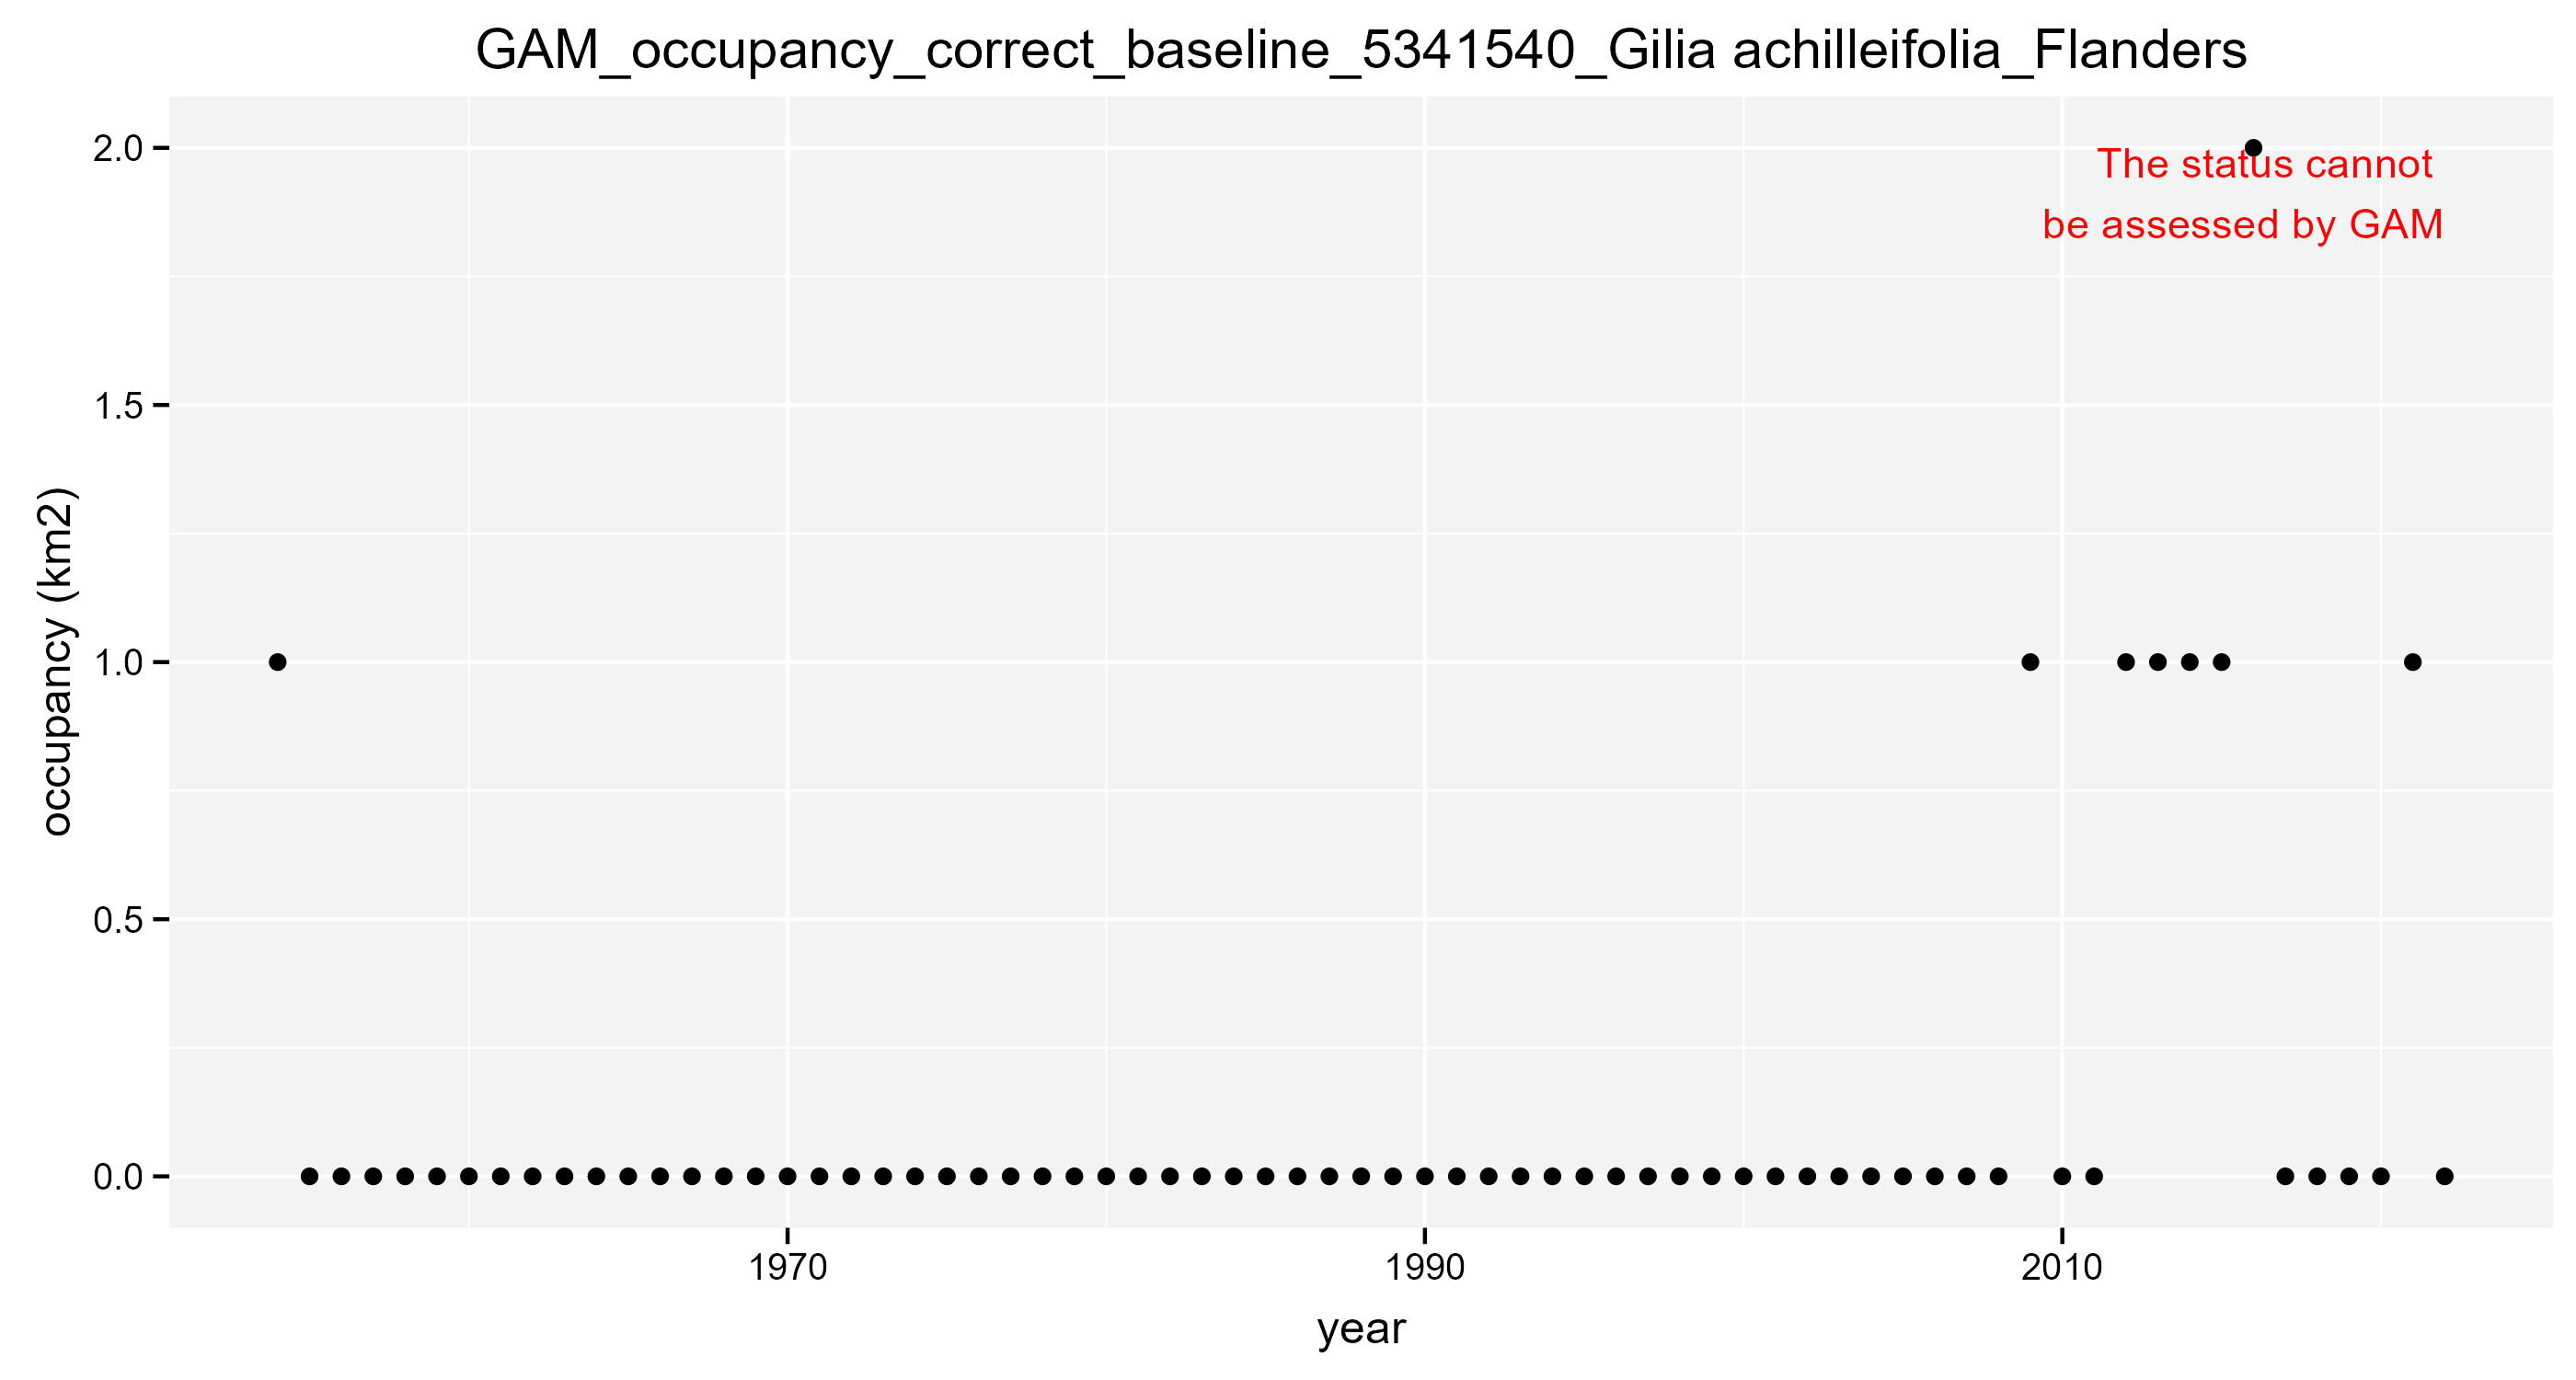 GAM_occupancy_correct_baseline_5341540_Gilia achilleifolia_Flanders
2.0
The status cannot
be assessed by GAM
1.5
1.0
0.5
0.0
occupancy (km2)
1970 1990 2010
year